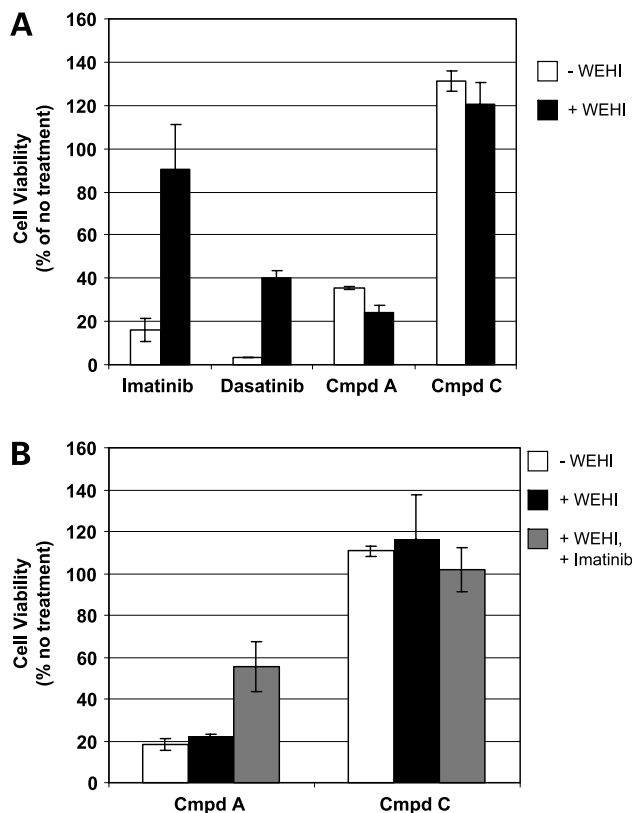 A
160
140
120
100
80
60
40
20
0
Cell Viability
(% of no treatment)
Imatinib Dasatinib Cmpd A Cmpd C
- WEHI
+ WEHI
B
160
140
120
100
80
60
40
20
0
Cell Viability
(% no treatment)
Cmpd A Cmpd C
- WEHI
+ WEHI
+ WEHI,
+ Imatinib